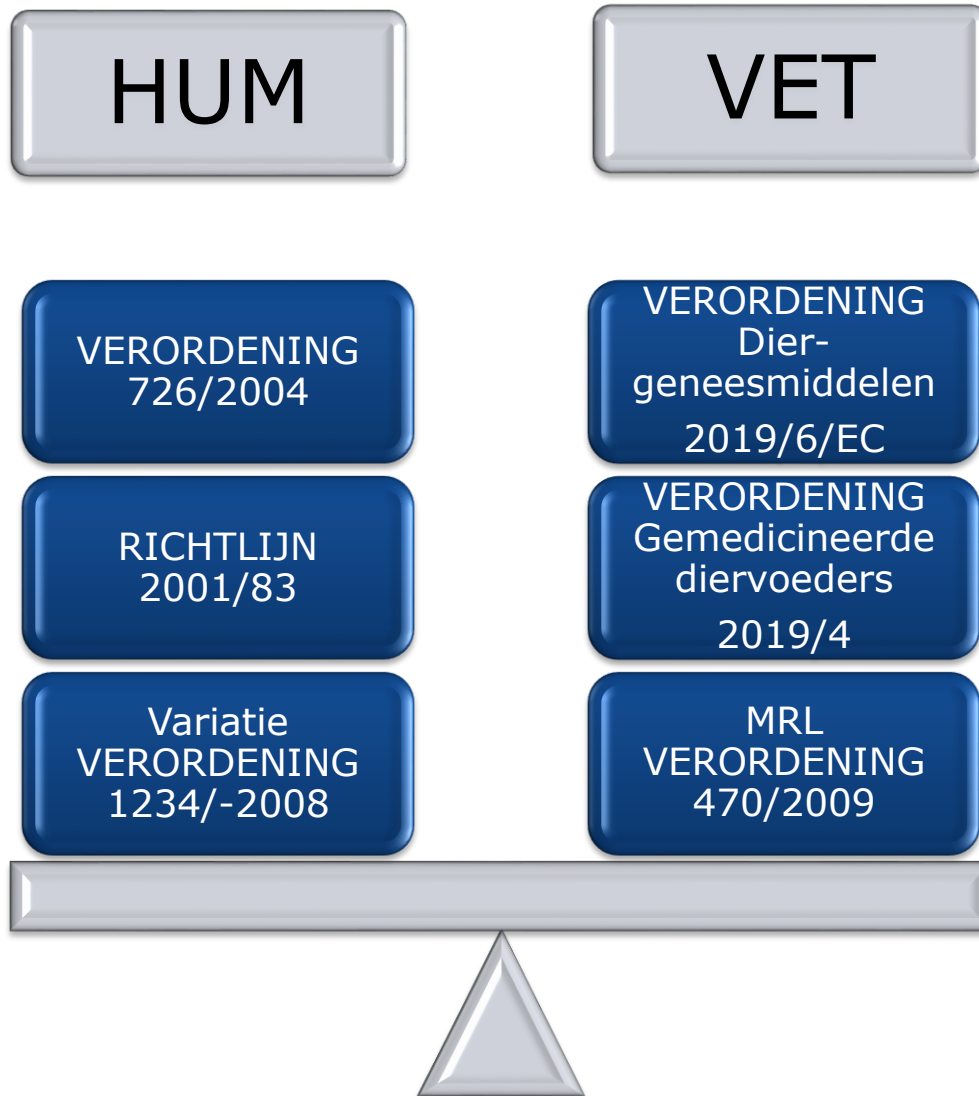 HUM
VET
VERORDENING
726/2004
RICHTLIJN
2001/83
Variatie
VERORDENING
1234/-2008
VERORDENING
Dier-
geneesmiddelen
2019/6/EC
VERORDENING
Gemedicineerde
diervoeders
2019/4
MRL
VERORDENING
470/2009